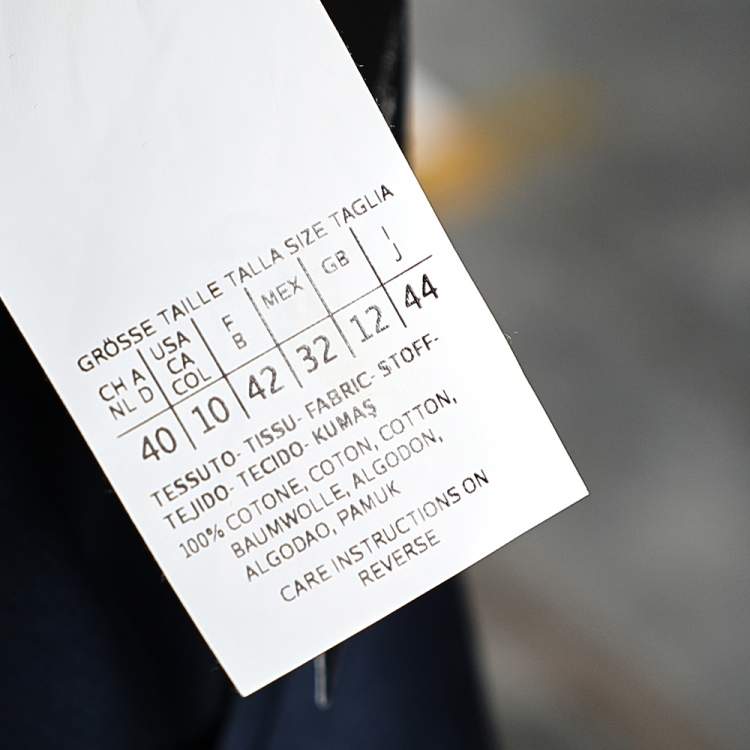 GRÖSSE TAILLE TALLA SIZE TAGLIA
CH A NL D
USA CA COL
F B
MEX
GB
I J
40 10 42 32 12 44
TESSUTO- TISSU- FABRIC- STOFF-
TEJIDO- TECIDO- KUMAŞ
100% COTONE, COTON, COTTON,
BAUMWOLLE, ALGODON,
ALGODAO, PAMUK
CARE INSTRUCTIONS ON
REVERSE